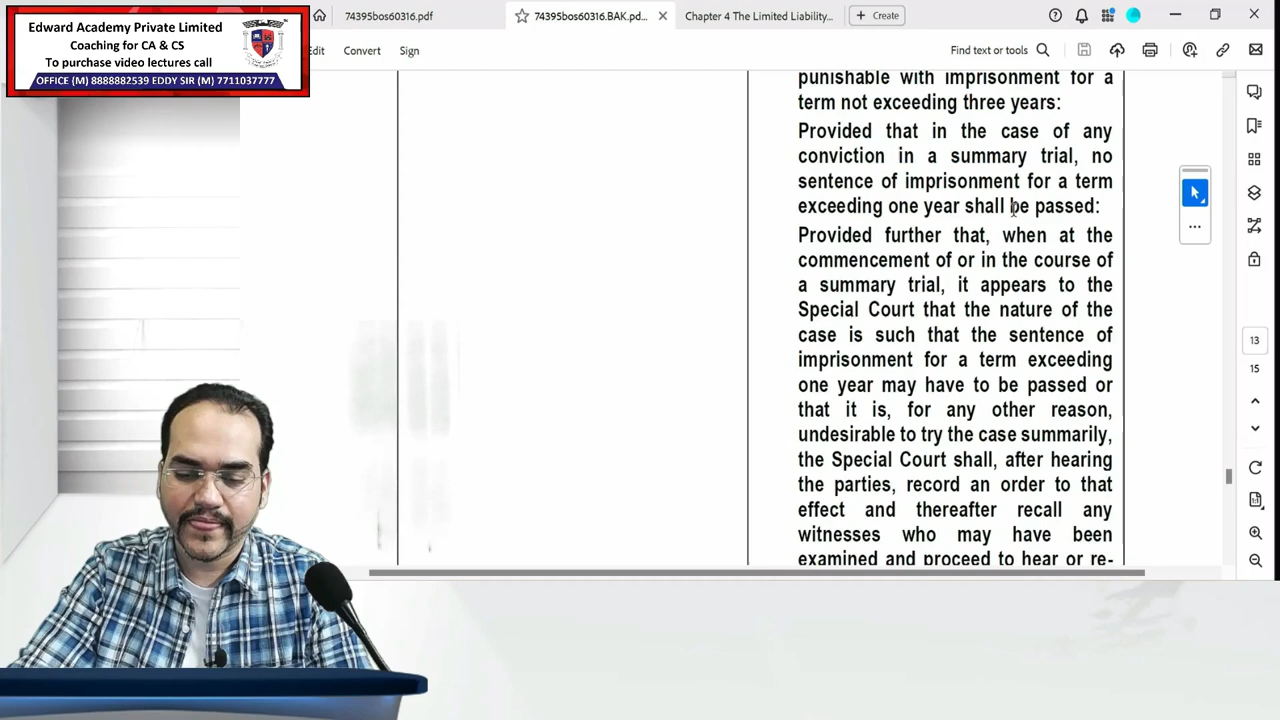 Edward Academy Private Limited
Coaching for CA & CS
To purchase video lectures call
OFFICE (M) 8888882539 EDDY SIR (M) 7711037777
74395bos60316.pdf
74395bos60316.BAK.pd...
Chapter 4 The Limited Liability...
Create
Edit
Convert
Sign
Find text or tools
punishable with imprisonment for a
term not exceeding three years:
Provided that in the case of any
conviction in a summary trial, no
sentence of imprisonment for a term
exceeding one year shall be passed:
Provided further that, when at the
commencement of or in the course of
a summary trial, it appears to the
Special Court that the nature of the
case is such that the sentence of
imprisonment for a term exceeding
one year may have to be passed or
that it is, for any other reason,
undesirable to try the case summarily,
the Special Court shall, after hearing
the parties, record an order to that
effect and thereafter recall any
witnesses who may have been
examined and proceed to hear or re-
13
15